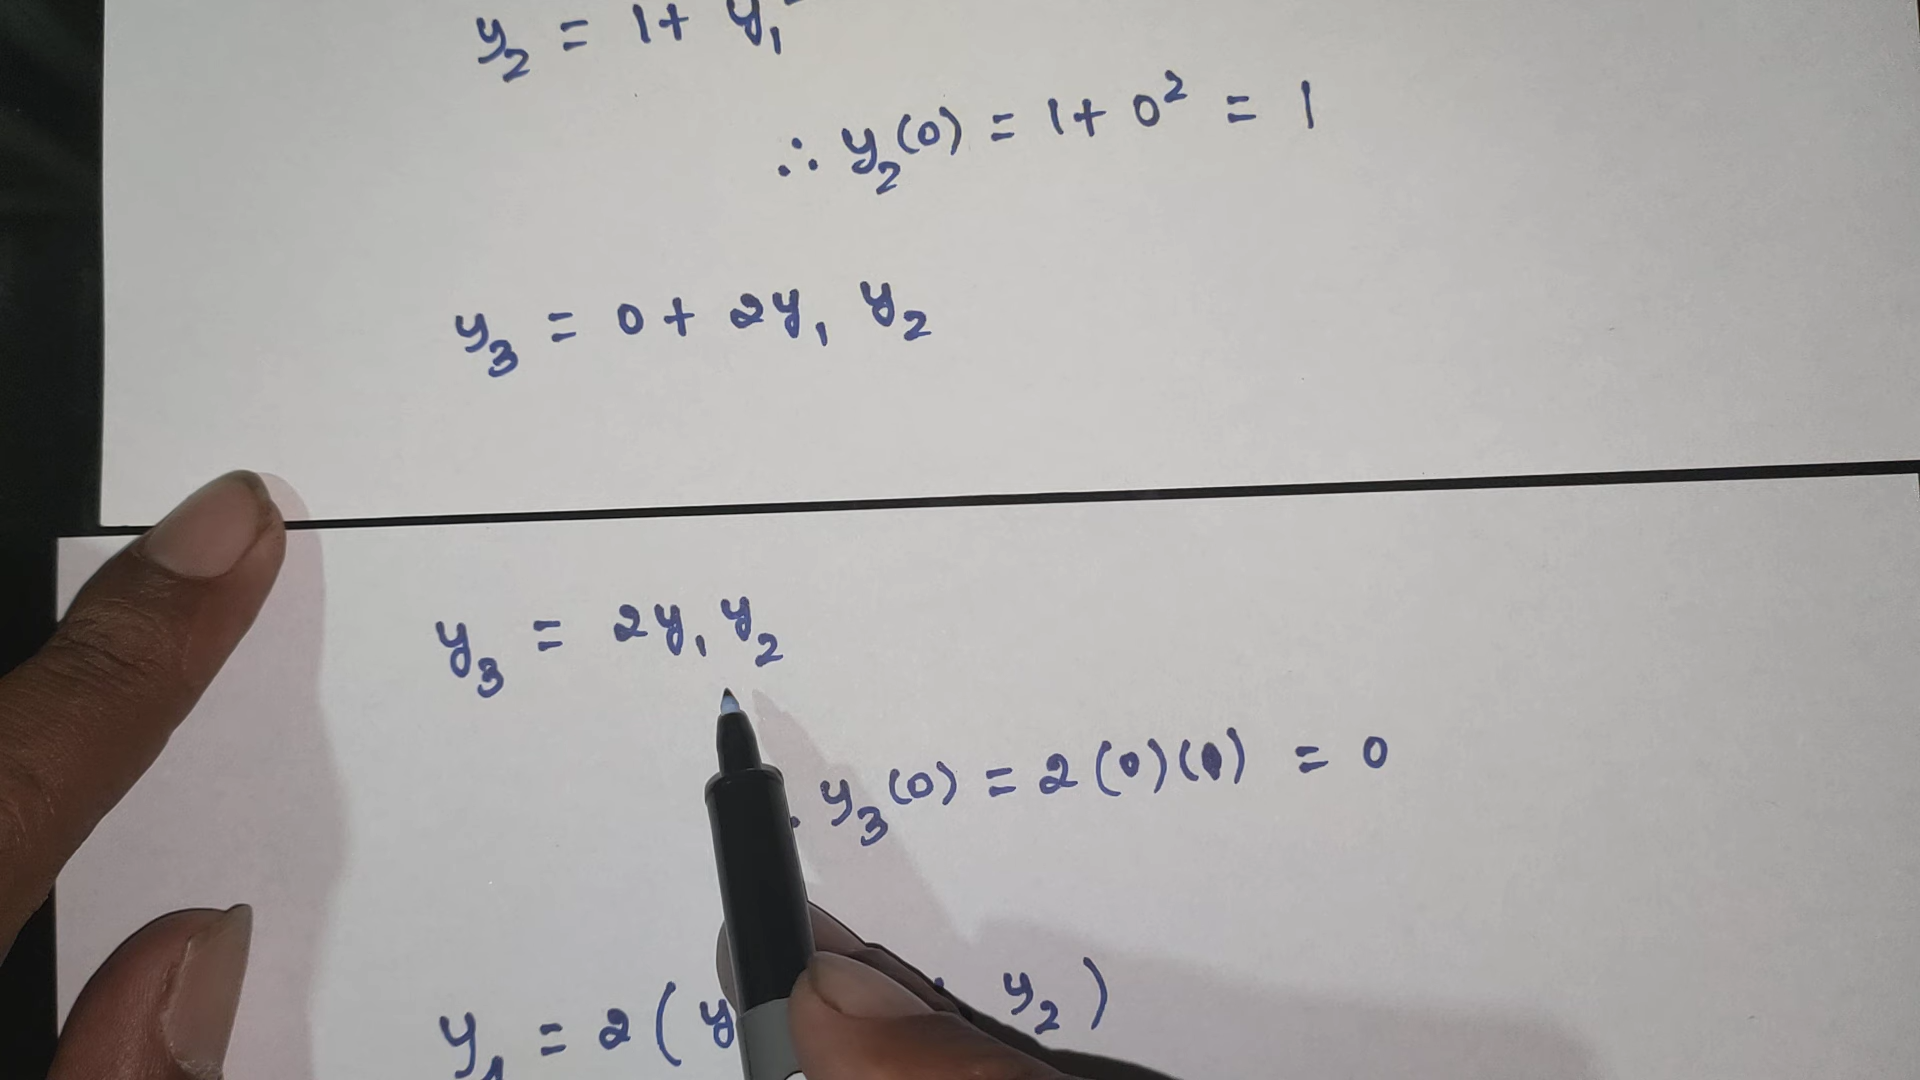 y₂ = 1 + y₁²
∴ y₂(0) = 1 + 0² = 1
y₃ = 0 + 2y₁ y₂
y₃ = 2y₁ y₂
y₃(0) = 2(0)(1) = 0
y₄ = 2( y y₂ )